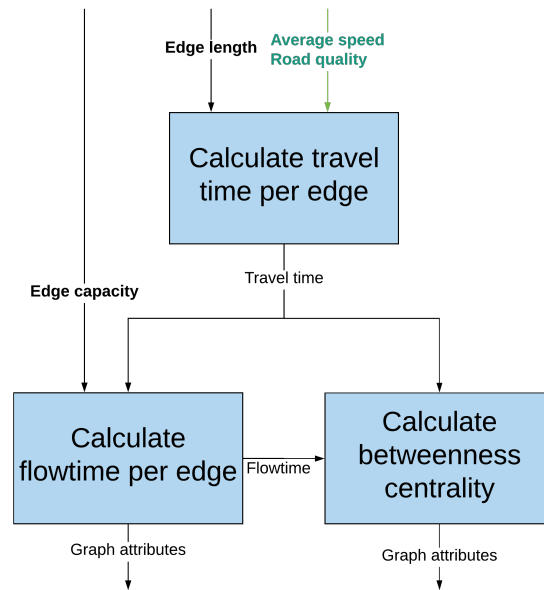 Edge length
Average speed
Road quality
Calculate travel
time per edge
Travel time
Edge capacity
Calculate
flowtime per edge
Flowtime
Calculate
betweenness
centrality
Graph attributes
Graph attributes